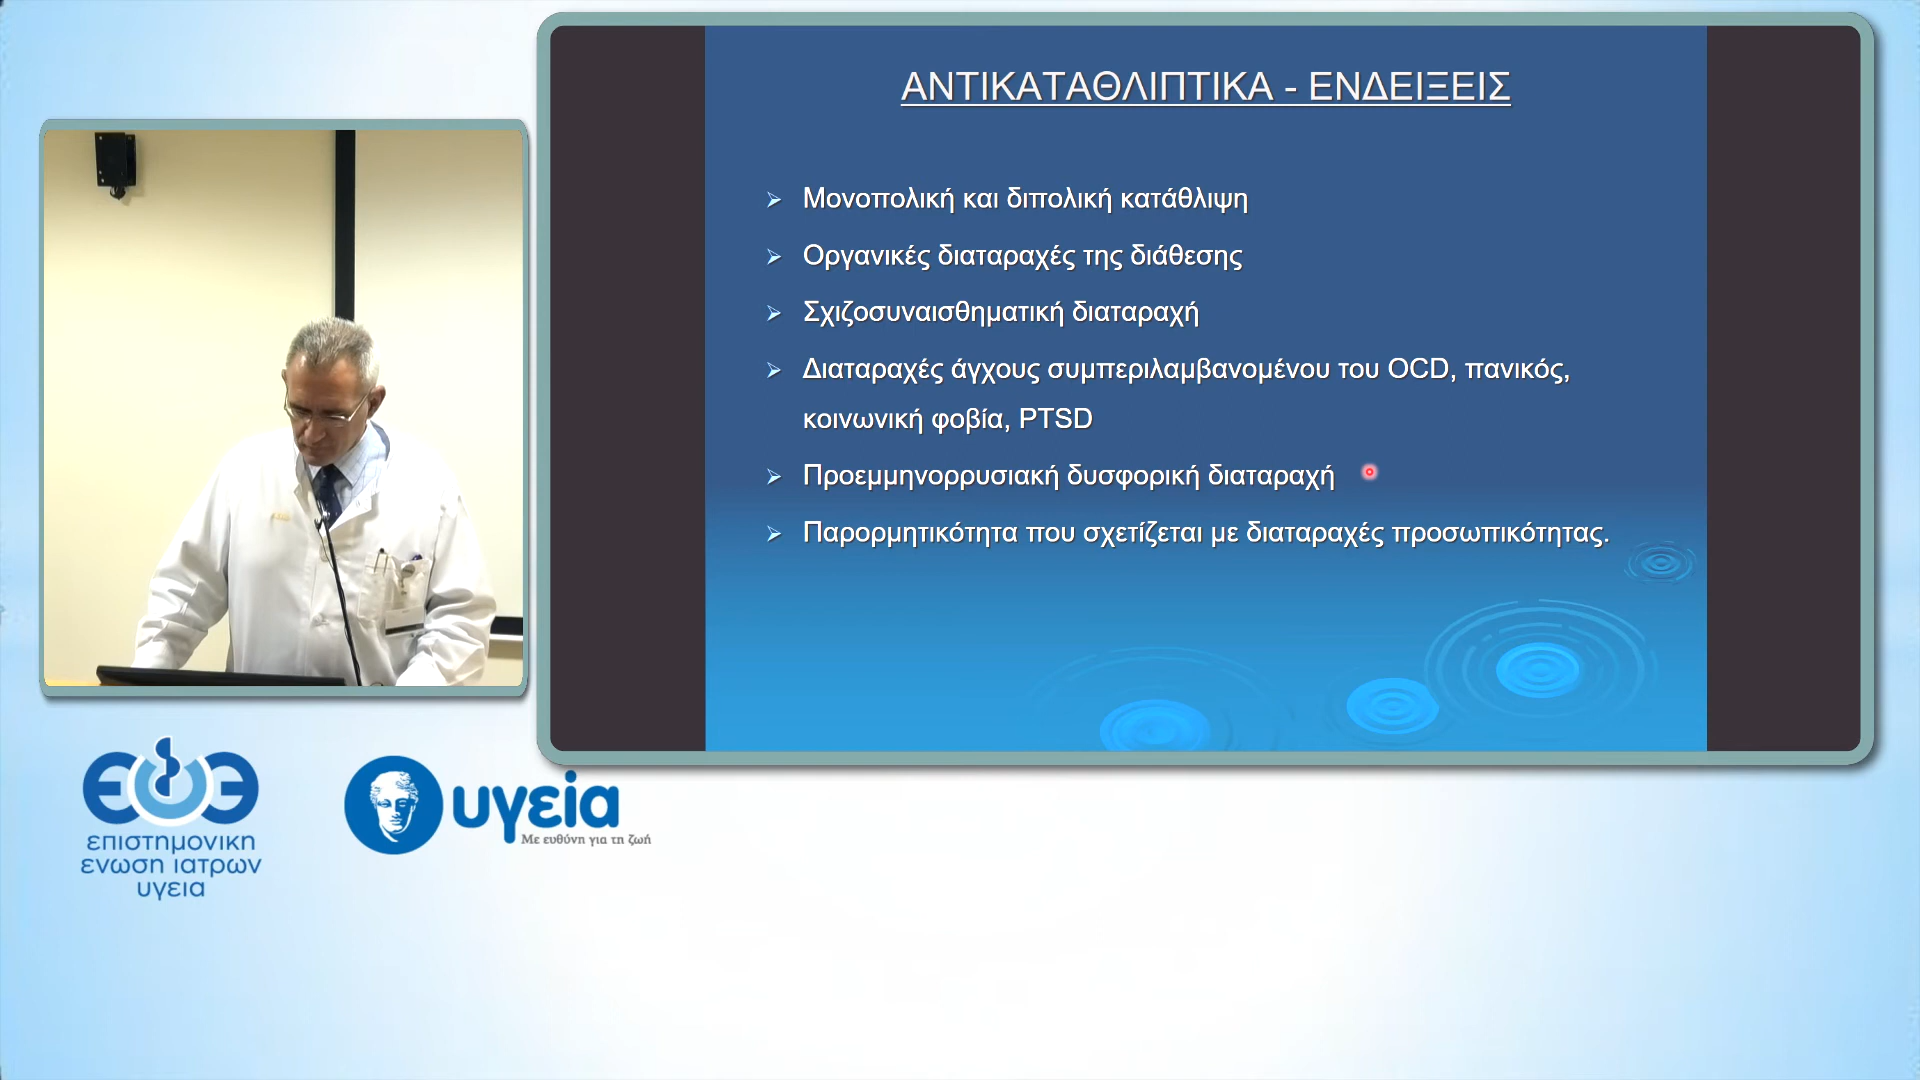 ΑΝΤΙΚΑΤΑΘΛΙΠΤΙΚΑ - ΕΝΔΕΙΞΕΙΣ
Μονοπολική και διπολική κατάθλιψη
Οργανικές διαταραχές της διάθεσης
Σχιζοσυναισθηματική διαταραχή
Διαταραχές άγχους συμπεριλαμβανομένου του OCD, πανικός,
κοινωνική φοβία, PTSD
Προεμμηνορρυσιακή δυσφορική διαταραχή
Παρορμητικότητα που σχετίζεται με διαταραχές προσωπικότητας.
επιστημονικη
ενωση ιατρων
υγεια
υγεία
Με ευθύνη για τη ζωή